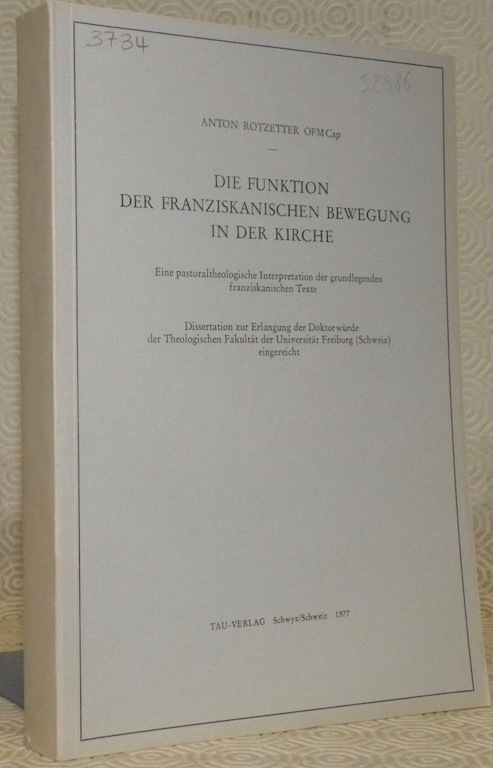 3734
ANTON ROTZETTER OFMCap
DIE FUNKTION
DER FRANZISKANISCHEN BEWEGUNG
IN DER KIRCHE
Eine pastoraltheologische Interpretation der grundlegenden
franziskanischen Texte
Dissertation zur Erlangung der Doktorwürde
der Theologischen Fakultät der Universität Freiburg (Schweiz)
eingereicht
TAU-VERLAG Schwyz/Schweiz 1977